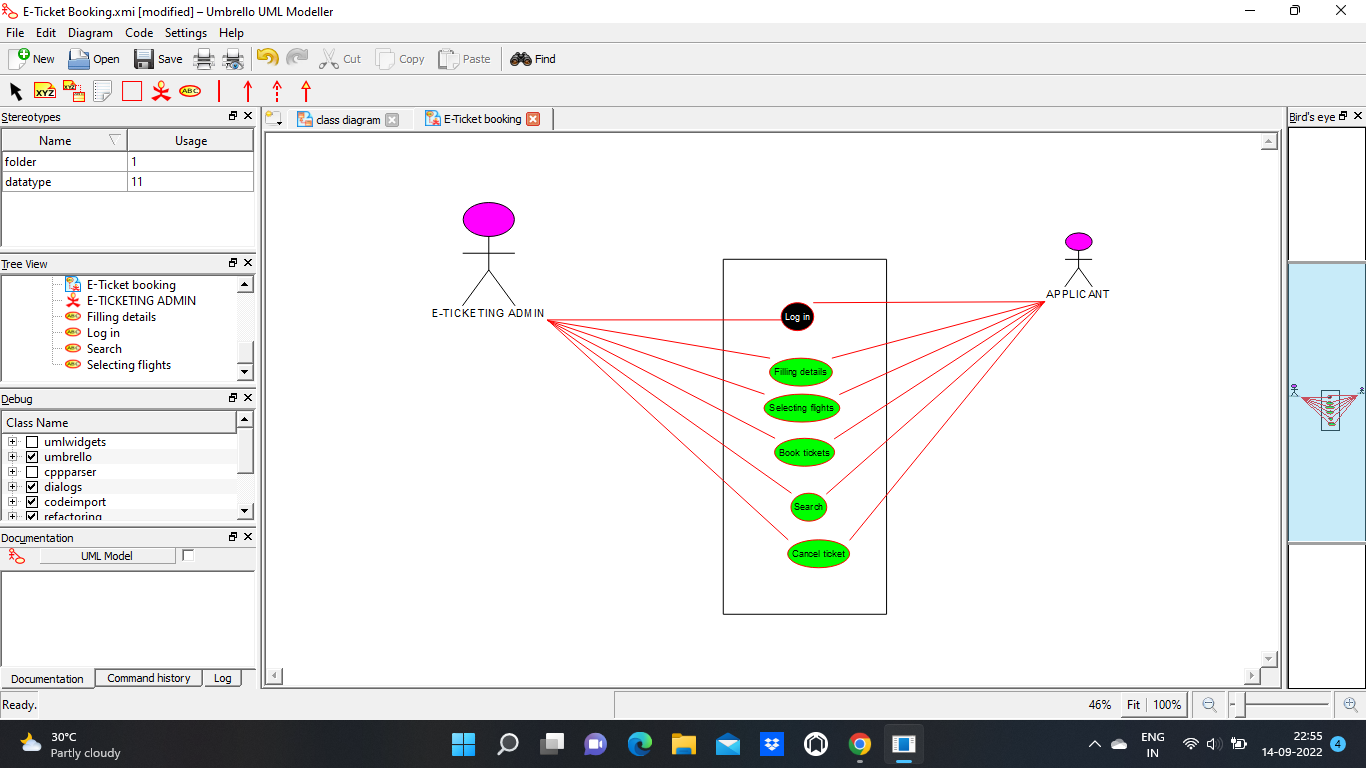 E-Ticket Booking.xmi [modified] – Umbrello UML Modeller
File Edit Diagram Code Settings Help
New Open Save Cut Copy Paste Find
XYZ XYZ ABC
Stereotypes
Name Usage
folder 1
datatype 11
Tree View
E-Ticket booking
E-TICKETING ADMIN
Filling details
Log in
Search
Selecting flights
Debug
Class Name
umlwidgets
umbrello
cppparser
dialogs
codeimport
refactoring
Documentation
UML Model
Documentation Command history Log
class diagram E-Ticket booking
E-TICKETING ADMIN
APPLICANT
Log in
Filling details
Selecting flights
Book tickets
Search
Cancel ticket
Bird's eye
Ready.
46% Fit 100%
30°C
Partly cloudy
ENG
IN
22:55
14-09-2022
4